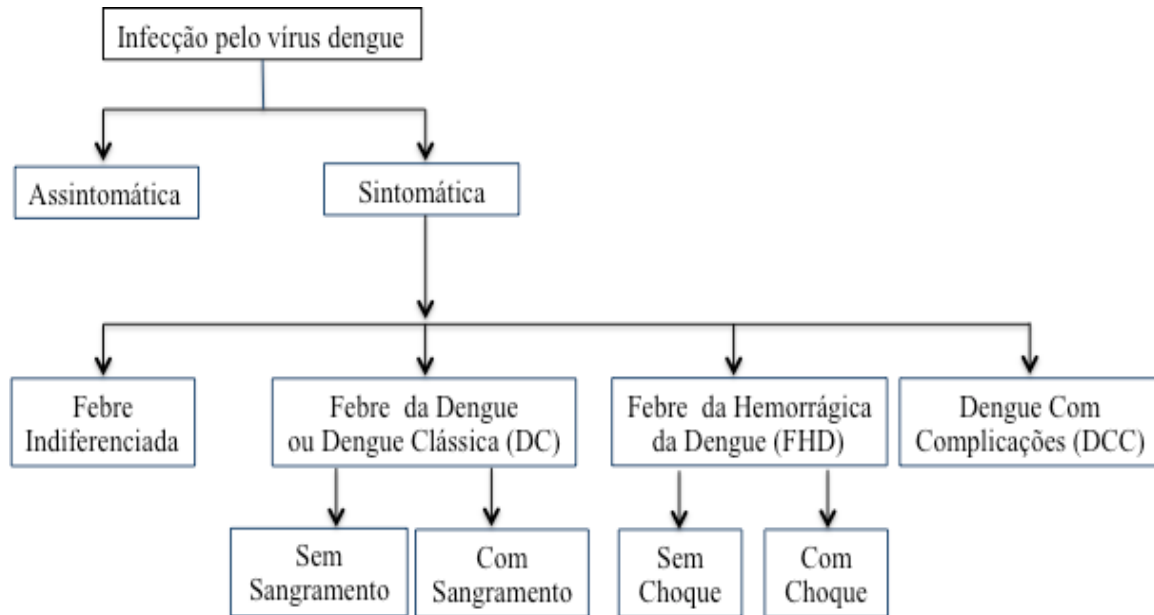 Infecção pelo vírus dengue
Assintomática
Sintomática
Febre
Indiferenciada
Febre da Dengue
ou Dengue Clássica (DC)
Febre da Hemorrágica
da Dengue (FHD)
Dengue Com
Complicações (DCC)
Sem
Sangramento
Com
Sangramento
Sem
Choque
Com
Choque